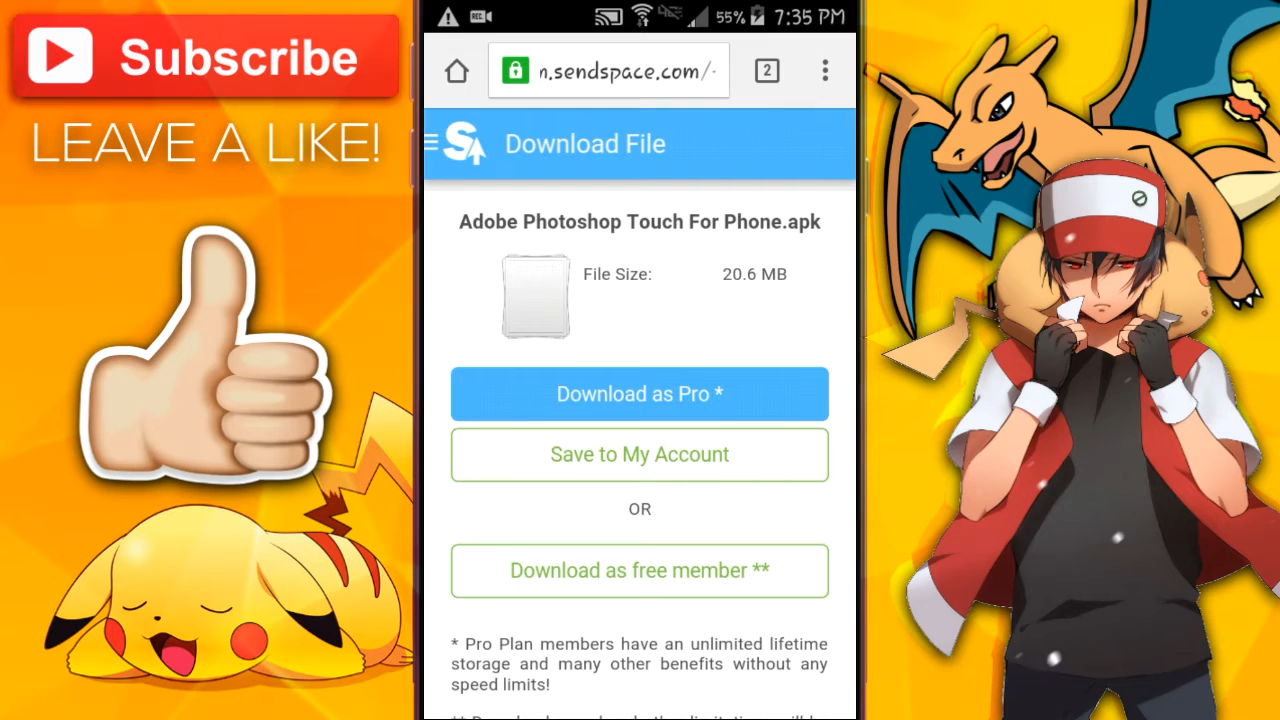 Subscribe
LEAVE A LIKE!
REC
55%
7:35 PM
n.sendspace.com/
2
Download File
Adobe Photoshop Touch For Phone.apk
File Size: 20.6 MB
Download as Pro *
Save to My Account
OR
Download as free member **
* Pro Plan members have an unlimited lifetime
storage and many other benefits without any
speed limits!